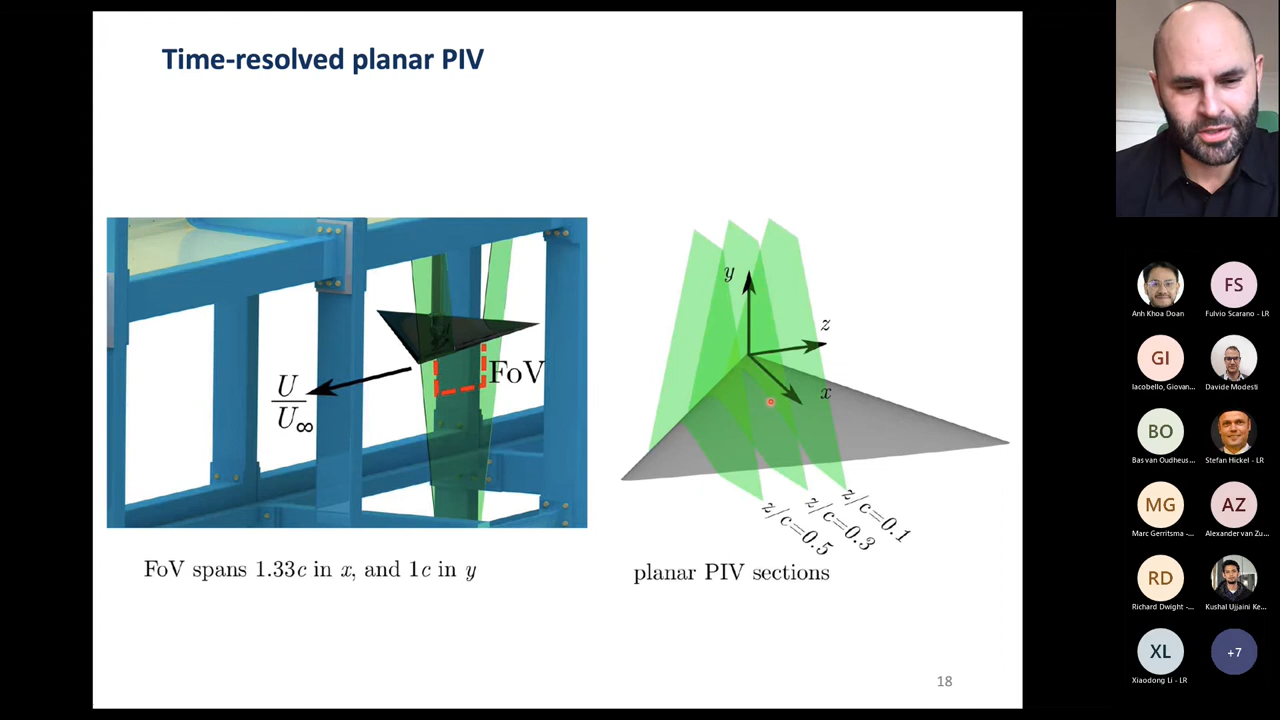 Time-resolved planar PIV
U
U∞
FoV
FoV spans 1.33c in x, and 1c in y
y
z
x
z/c=0.5
z/c=0.3
z/c=0.1
planar PIV sections
18
Anh Khoa Doan
FS
Fulvio Scarano - LR
GI
Iacobello, Giovan...
Davide Modesti
BO
Bas van Oudheus...
Stefan Hickel - LR
MG
Marc Gerritsma -...
AZ
Alexander van Zu...
RD
Richard Dwight -...
Kushal Ujjaini Ke...
XL
Xiaodong Li - LR
+7